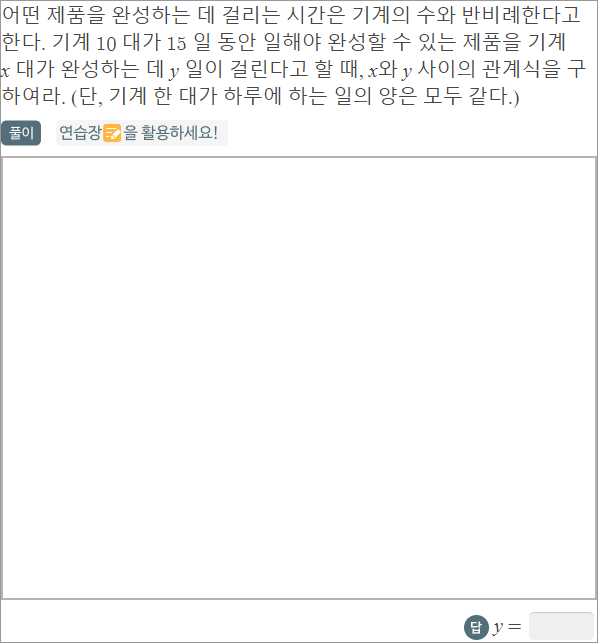 어떤 제품을 완성하는 데 걸리는 시간은 기계의 수와 반비례한다고
한다. 기계 10 대가 15 일 동안 일해야 완성할 수 있는 제품을 기계
x 대가 완성하는 데 y 일이 걸린다고 할 때, x와 y 사이의 관계식을 구
하여라. (단, 기계 한 대가 하루에 하는 일의 양은 모두 같다.)
풀이 연습장을 활용하세요!
답 y =